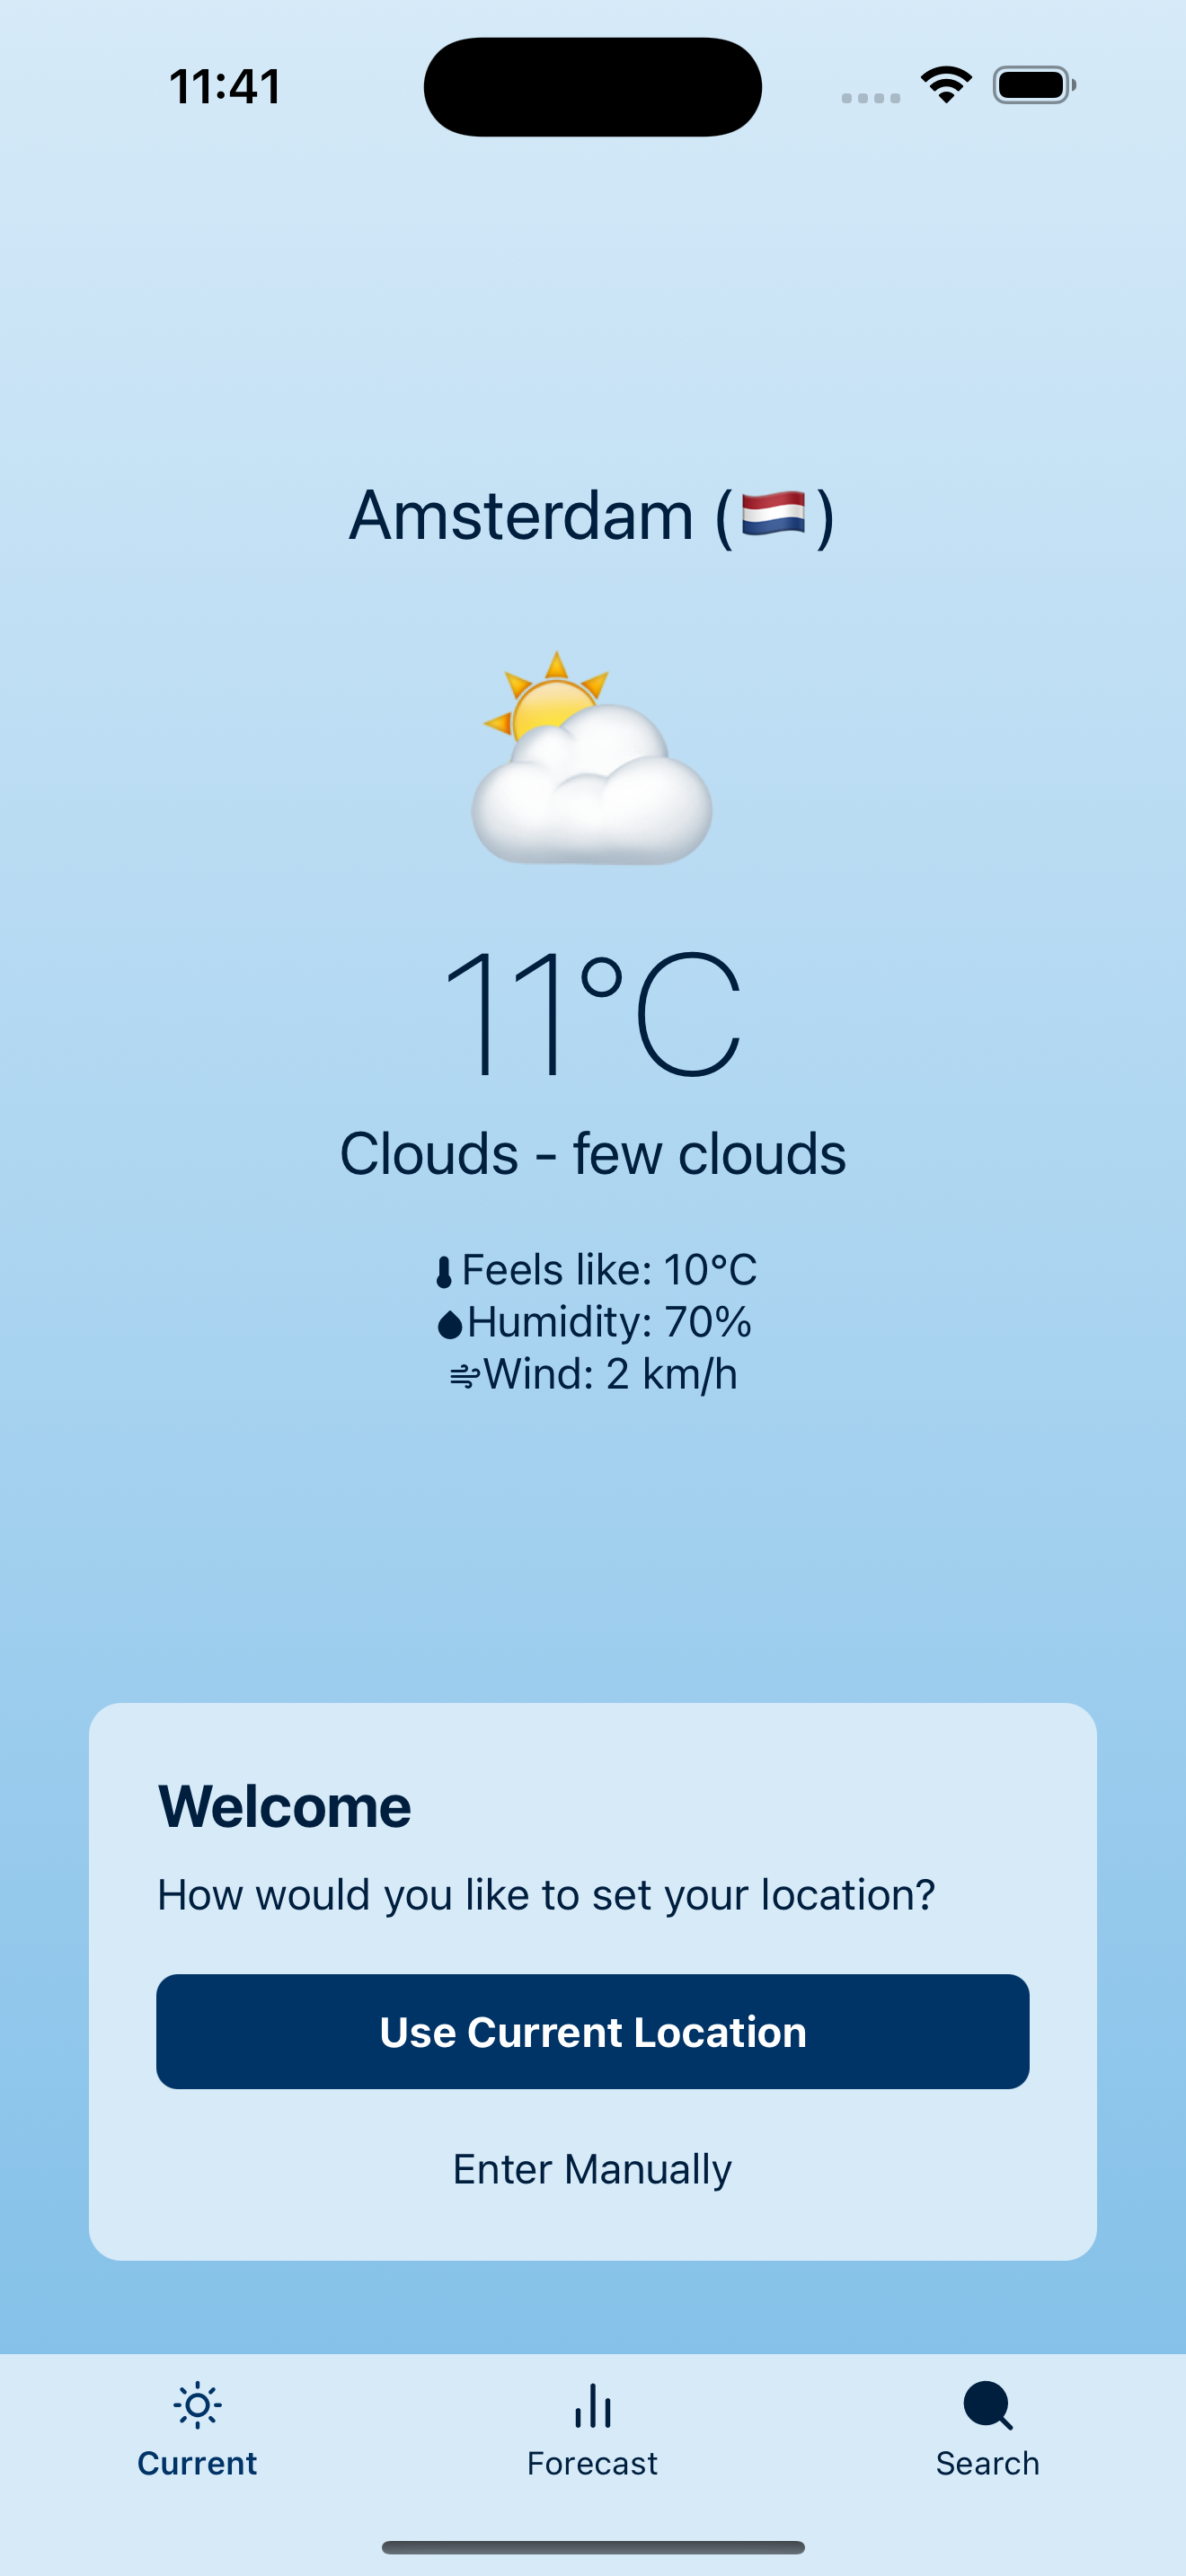 11:41
Amsterdam (🇳🇱)
11°C
Clouds - few clouds
Feels like: 10°C
Humidity: 70%
Wind: 2 km/h
Welcome
How would you like to set your location?
Use Current Location
Enter Manually
Current
Forecast
Search